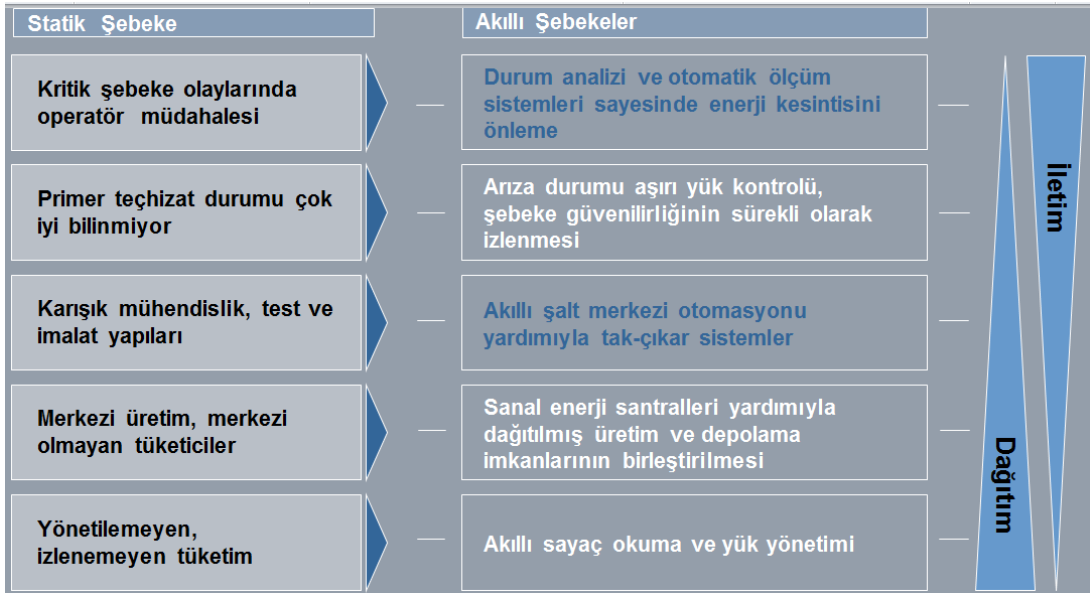 Statik Şebeke
Akıllı Şebekeler
Kritik şebeke olaylarında
operatör müdahalesi
Durum analizi ve otomatik ölçüm
sistemleri sayesinde enerji kesintisini
önleme
Primer teçhizat durumu çok
iyi bilinmiyor
Arıza durumu aşırı yük kontrolü,
şebeke güvenilirliğinin sürekli olarak
izlenmesi
Karışık mühendislik, test ve
imalat yapıları
Akıllı şalt merkezi otomasyonu
yardımıyla tak-çıkar sistemler
Merkezi üretim, merkezi
olmayan tüketiciler
Sanal enerji santralleri yardımıyla
dağıtılmış üretim ve depolama
imkanlarının birleştirilmesi
Yönetilemeyen,
izlenemeyen tüketim
Akıllı sayaç okuma ve yük yönetimi
İletim
Dağıtım